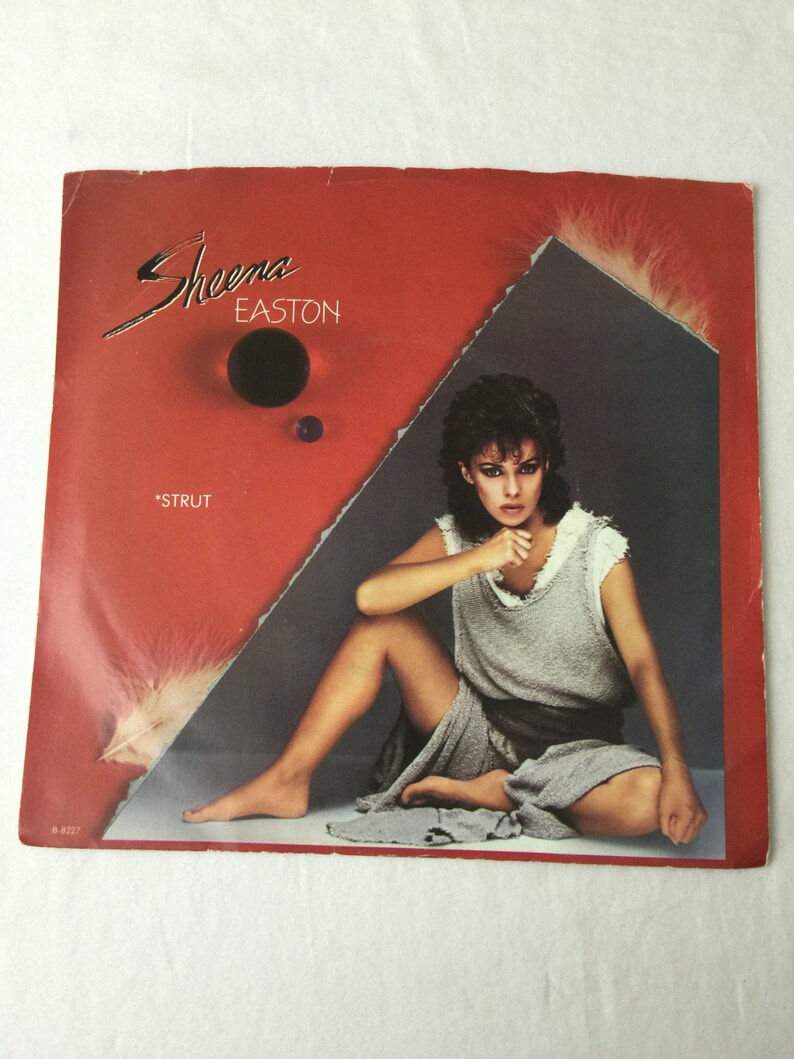 Sheena
EASTON
*STRUT
B-8227